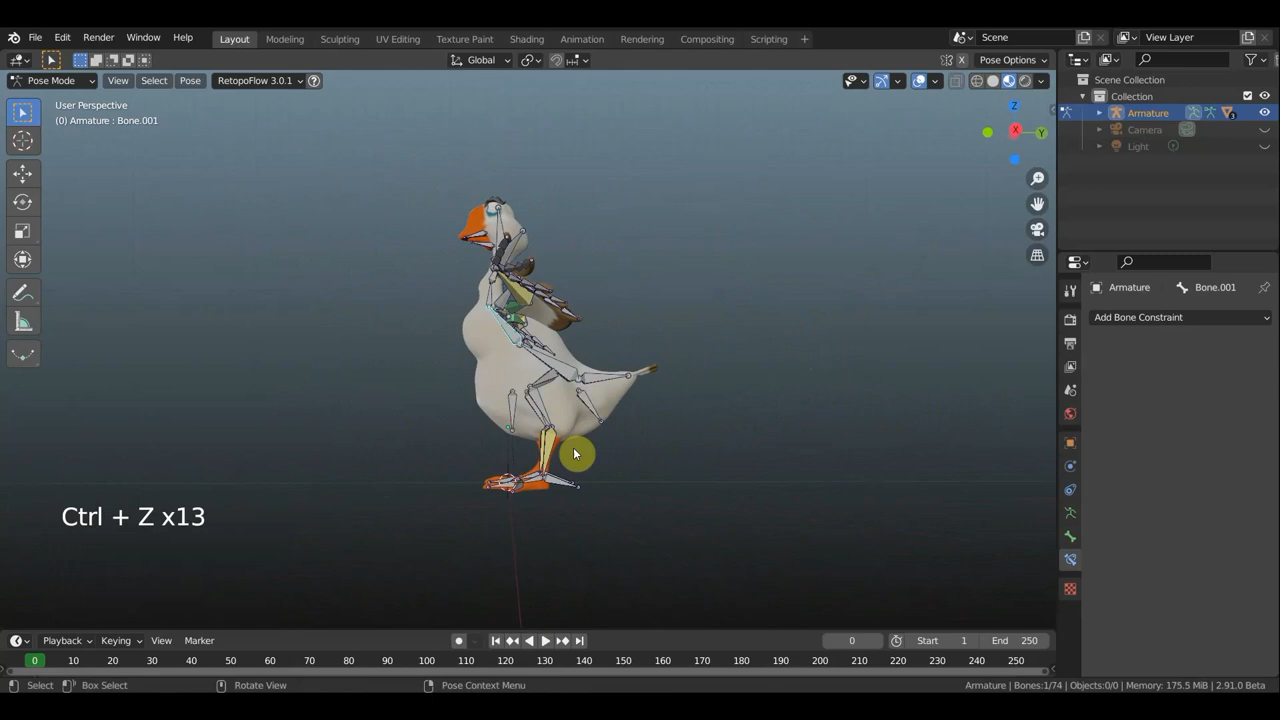 File Edit Render Window Help Layout Modeling Sculpting UV Editing Texture Paint Shading Animation Rendering Compositing Scripting + Scene View Layer
Global Pose Options
Pose Mode View Select Pose RetopoFlow 3.0.1
User Perspective
(0) Armature : Bone.001
Z
X
Y
Scene Collection
Collection
Armature
Camera
Light
3
Armature Bone.001
Add Bone Constraint
Ctrl + Z x13
Playback Keying View Marker 0 Start 1 End 250
0 10 20 30 40 50 60 70 80 90 100 110 120 130 140 150 160 170 180 190 200 210 220 230 240 250
Select Box Select Rotate View Pose Context Menu Armature | Bones:1/74 | Objects:0/0 | Memory: 175.5 MiB | 2.91.0 Beta